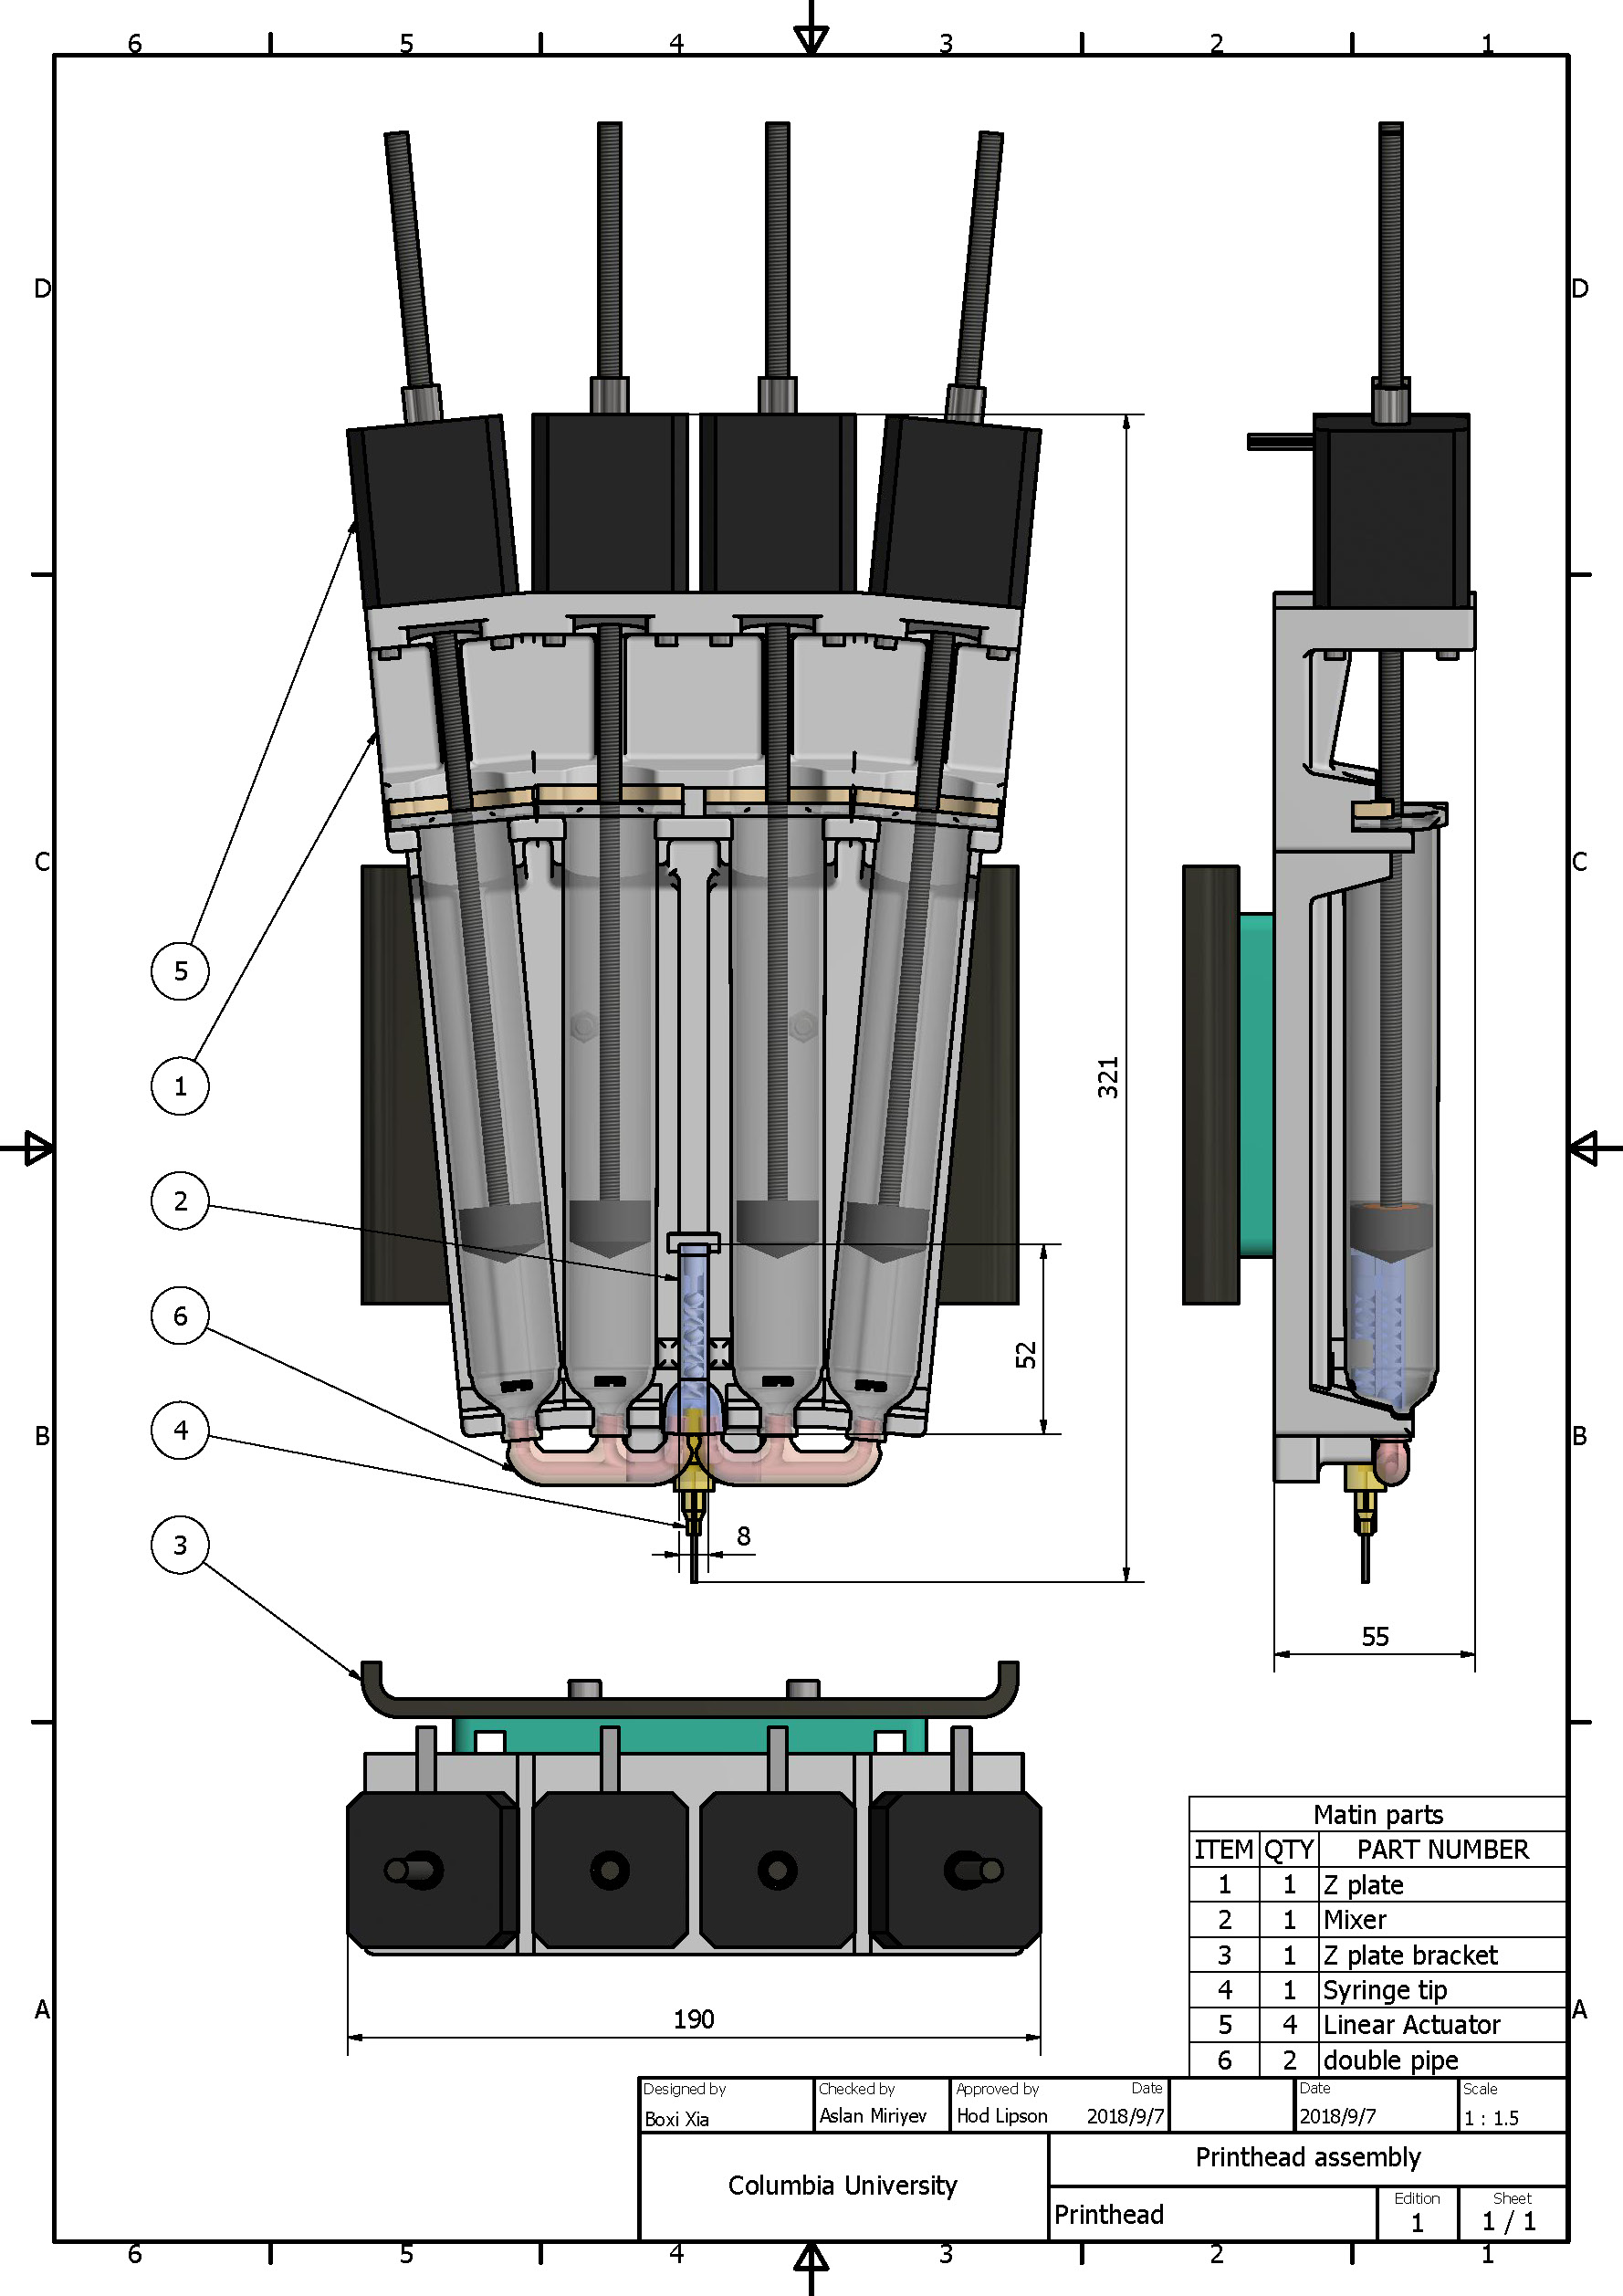 6 5 4 3 2 1
D D
C C
B B
A A
5
1
2
6
4
3
321
52
8
55
190
Matin parts
ITEM QTY PART NUMBER
1 1 Z plate
2 1 Mixer
3 1 Z plate bracket
4 1 Syringe tip
5 4 Linear Actuator
6 2 double pipe
Designed by Checked by Approved by Date Date Scale
Boxi Xia Aslan Miriyev Hod Lipson 2018/9/7 2018/9/7 1 : 1.5
Columbia University
Printhead assembly
Printhead
Edition Sheet
1 1 / 1
6 5 4 3 2 1